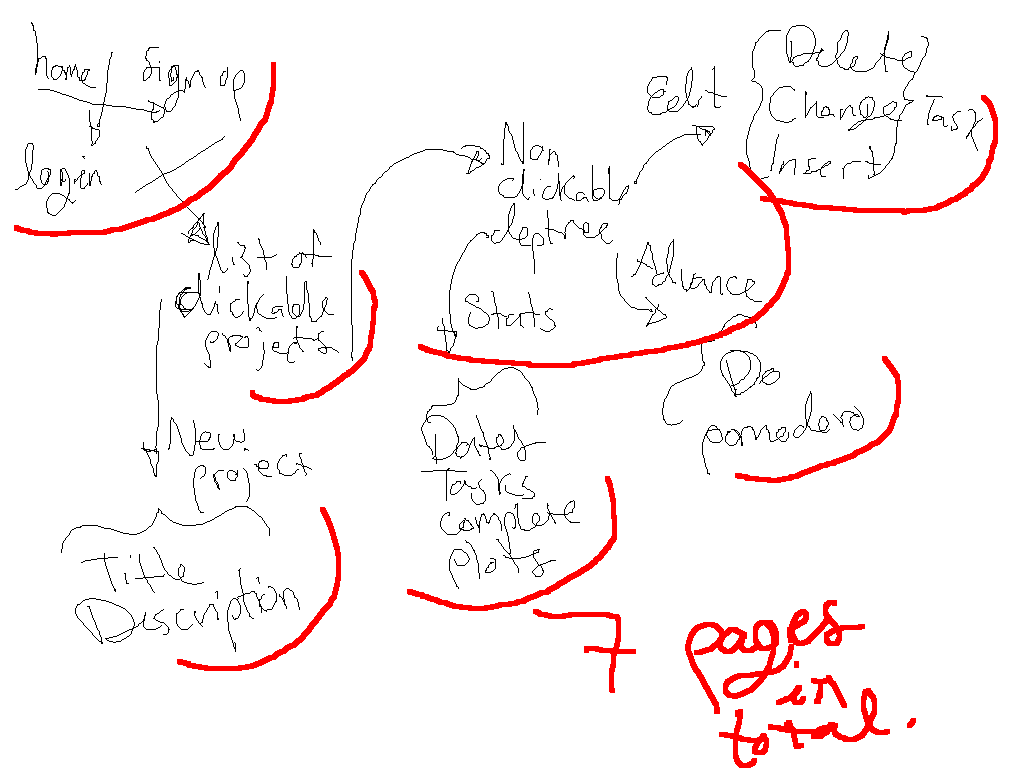 home
Sign up
login
list of
clickable
projects
New
project
Title
Description
Non
clickable
deptree
Edit
Delete
Change
Insert
Task
Stats
Advance
Dates
Tasks
complete
plots
Do
pomodoro
7 pages
in
total.